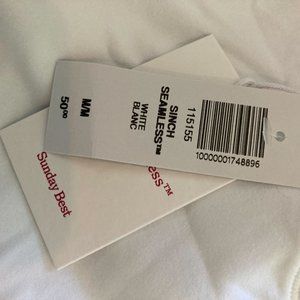 115155
SINCH
SEAMLESS™
WHITE
BLANC
M/M
50⁰⁰
10000001748896
ess™
Sunday Best